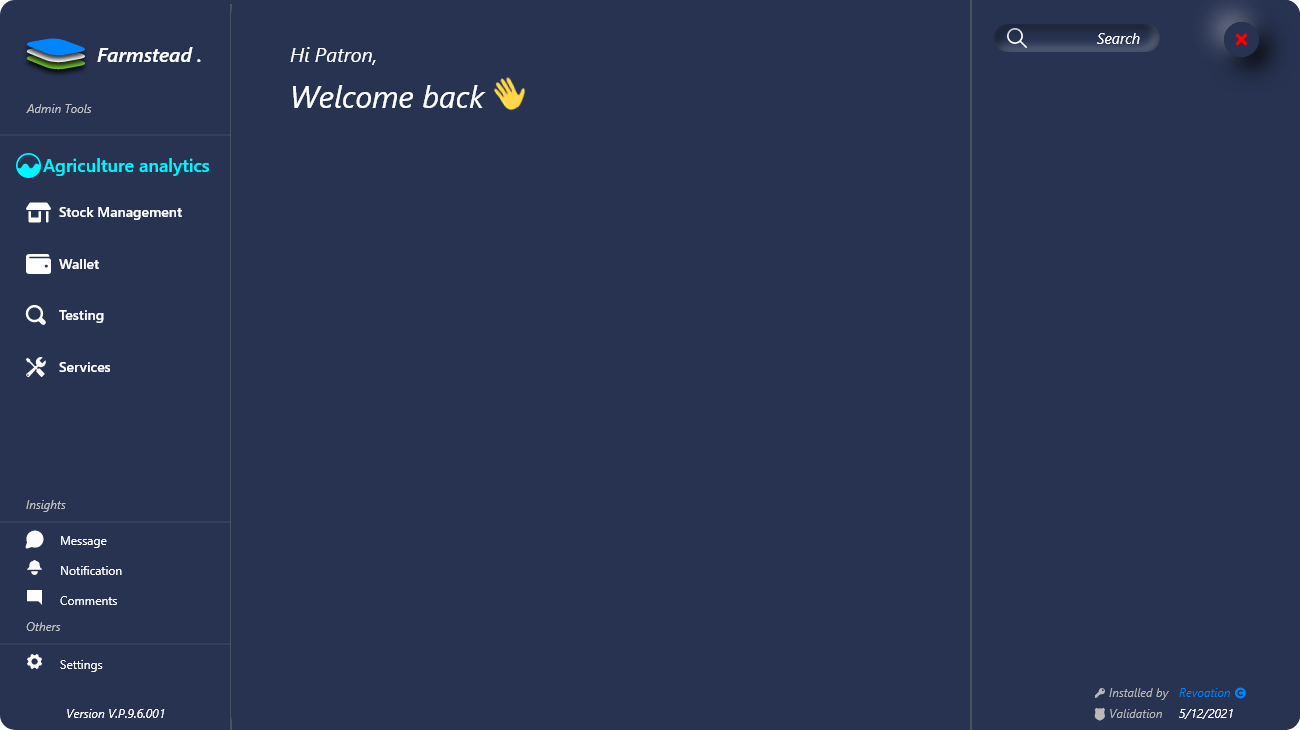 Farmstead .
Admin Tools
Agriculture analytics
Stock Management
Wallet
Testing
Services
Insights
Message
Notification
Comments
Others
Settings
Version V.P.9.6.001
Hi Patron,
Welcome back 👋
Search
Installed by Revoation
Validation 5/12/2021